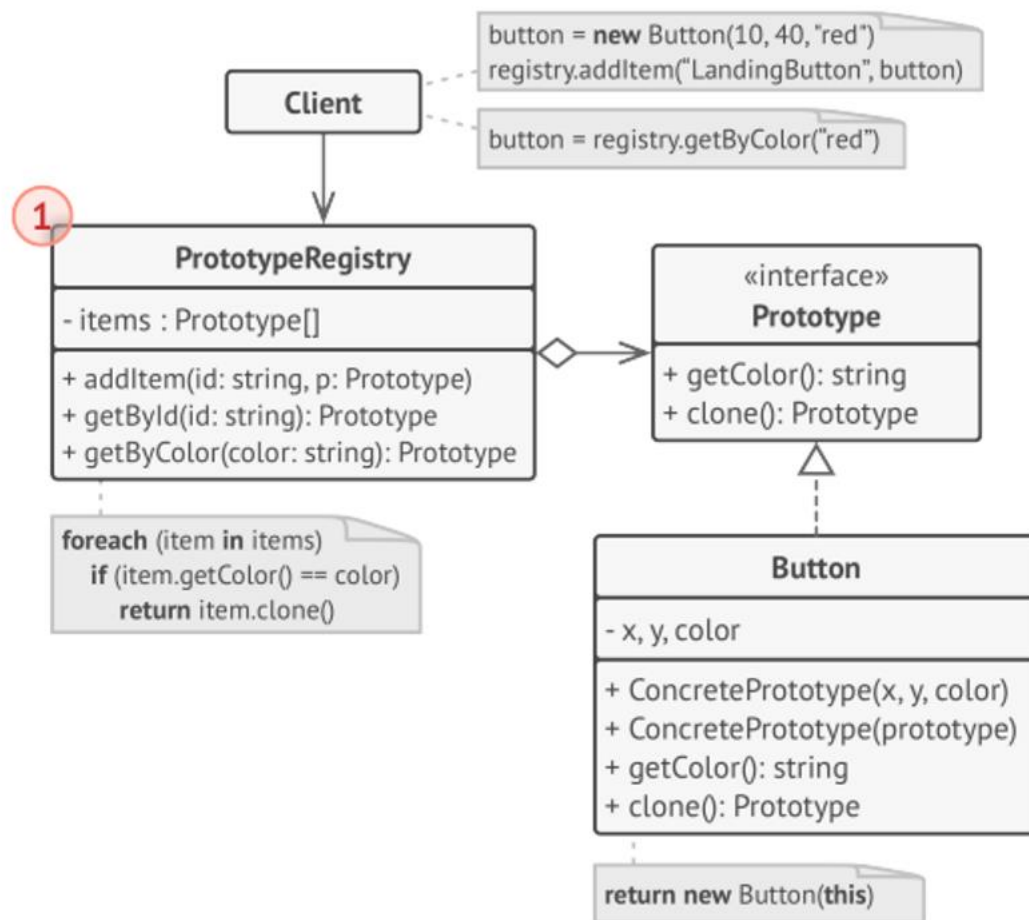 button = new Button(10, 40, "red")
registry.addItem(“LandingButton”, button)
Client
button = registry.getByColor(“red”)
1
PrototypeRegistry
- items : Prototype[]
+ addItem(id: string, p: Prototype)
+ getById(id: string): Prototype
+ getByColor(color: string): Prototype
«interface»
Prototype
+ getColor(): string
+ clone(): Prototype
foreach (item in items)
if (item.getColor() == color)
return item.clone()
Button
- x, y, color
+ ConcretePrototype(x, y, color)
+ ConcretePrototype(prototype)
+ getColor(): string
+ clone(): Prototype
return new Button(this)